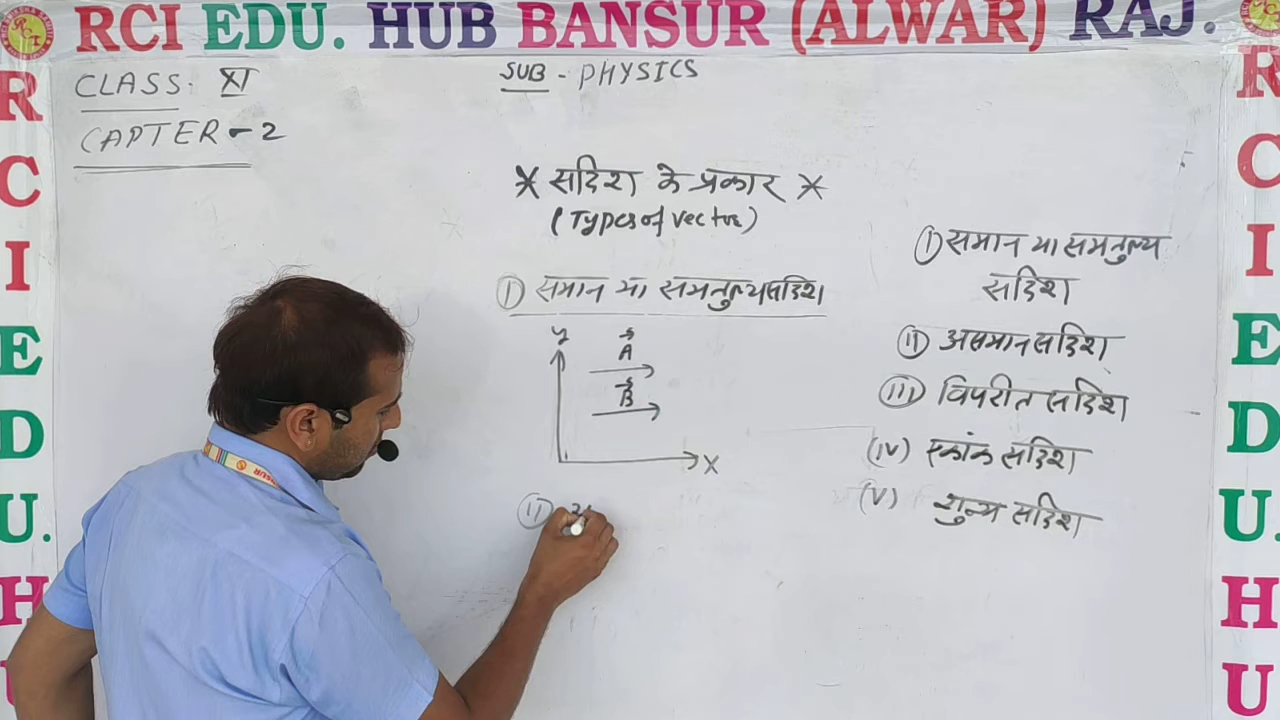 RCI EDU. HUB BANSUR (ALWAR) RAJ.
CLASS. XI
SUB - PHYSICS
CAPTER - 2
* सदिश के प्रकार *
(Types of vector)
(I) समान या समतुल्य सदिश
y
A
B
X
(II) अ
(I) समान या समतुल्य
सदिश
(II) असमान सदिश
(III) विपरीत सदिश
(IV) एकांक सदिश
(V) शुन्य सदिश
R
C
I
E
D
U.
H
U
R
C
I
E
D
U.
H
U